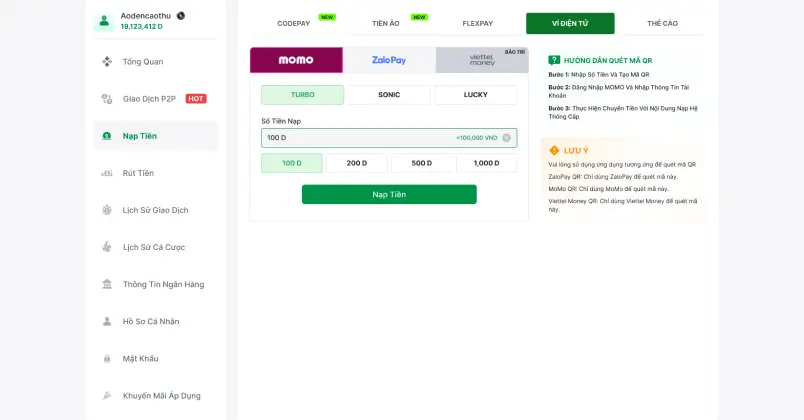 Aodencaothu
19,123,412 D
Tổng Quan
Giao Dịch P2P HOT
Nạp Tiền
Rút Tiền
Lịch Sử Giao Dịch
Lịch Sử Cá Cược
Thông Tin Ngân Hàng
Hồ Sơ Cá Nhân
Mật Khẩu
Khuyến Mãi Áp Dụng
CODEPAY NEW
TIỀN ẢO NEW
FLEXPAY
VÍ ĐIỆN TỬ
THẺ CÀO
MOMO
ZaloPay
viettel money
BẢO TRÌ
TURBO
SONIC
LUCKY
Số Tiền Nạp
100 D =100,000 VND
100 D
200 D
500 D
1,000 D
Nạp Tiền
HƯỚNG DẪN QUÉT MÃ QR
Bước 1: Nhập Số Tiền Và Tạo Mã QR
Bước 2: Đăng Nhập MOMO Và Nhập Thông Tin Tài
Khoản
Bước 3: Thực Hiện Chuyển Tiền Với Nội Dung Nạp Hệ
Thống Cấp
LƯU Ý
Vui lòng sử dụng ứng dụng tương ứng để quét mã QR
ZaloPay QR: Chỉ dùng ZaloPay để quét mã này.
MoMo QR: Chỉ dùng MoMo để quét mã này.
Viettel Money QR: Chỉ dùng Viettel Money để quét mã
này.